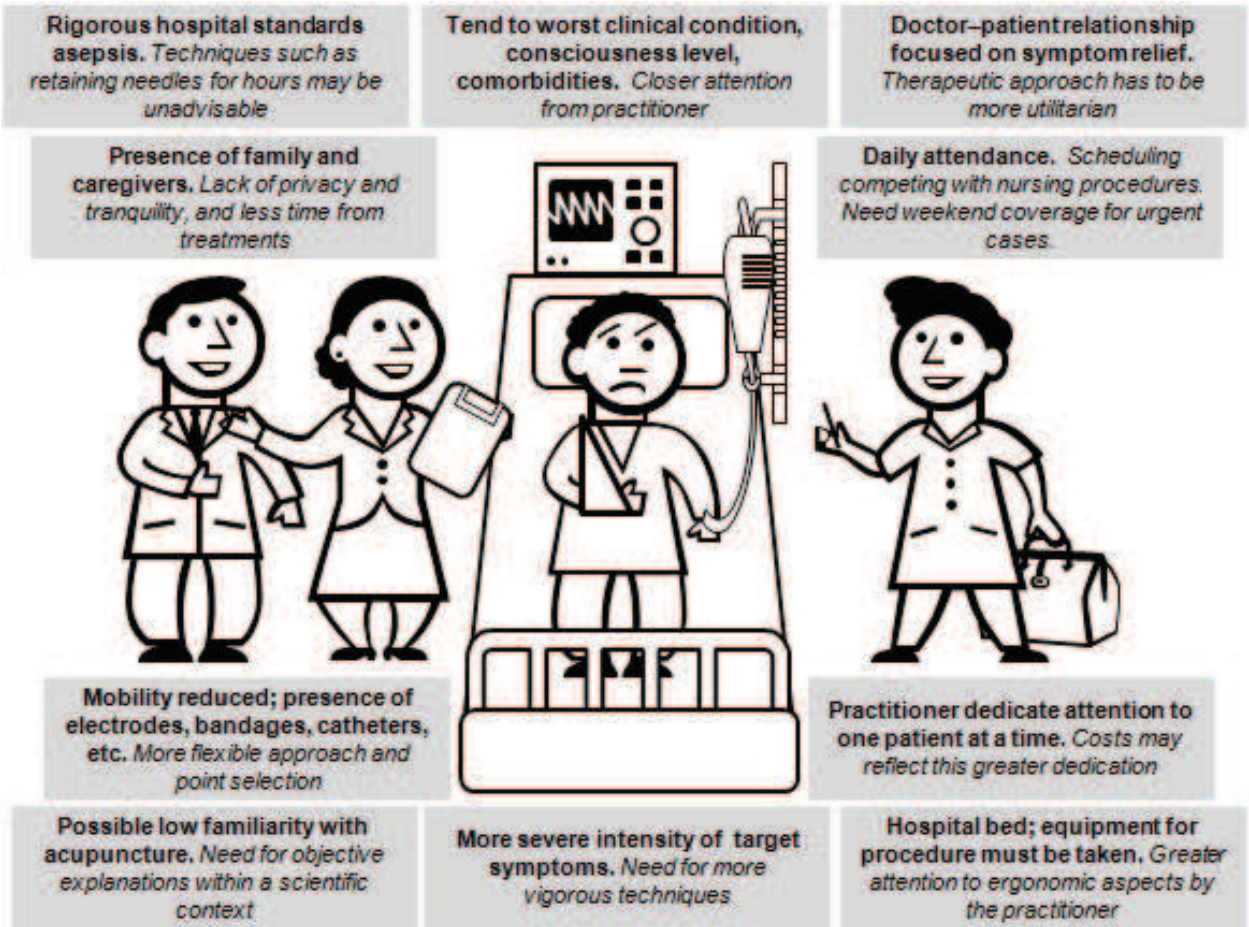 Rigorous hospital standards
asepsis. Techniques such as
retaining needles for hours may be
unadvisable
Tend to worst clinical condition,
consciousness level,
comorbidities. Closer attention
from practitioner
Doctor–patient relationship
focused on symptom relief.
Therapeutic approach has to be
more utilitarian
Presence of family and
caregivers. Lack of privacy and
tranquility, and less time from
treatments
Daily attendance. Scheduling
competing with nursing procedures.
Need weekend coverage for urgent
cases.
Mobility reduced; presence of
electrodes, bandages, catheters,
etc. More flexible approach and
point selection
Practitioner dedicate attention to
one patient at a time. Costs may
reflect this greater dedication
Possible low familiarity with
acupuncture. Need for objective
explanations within a scientific
context
More severe intensity of target
symptoms. Need for more
vigorous techniques
Hospital bed; equipment for
procedure must be taken. Greater
attention to ergonomic aspects by
the practitioner